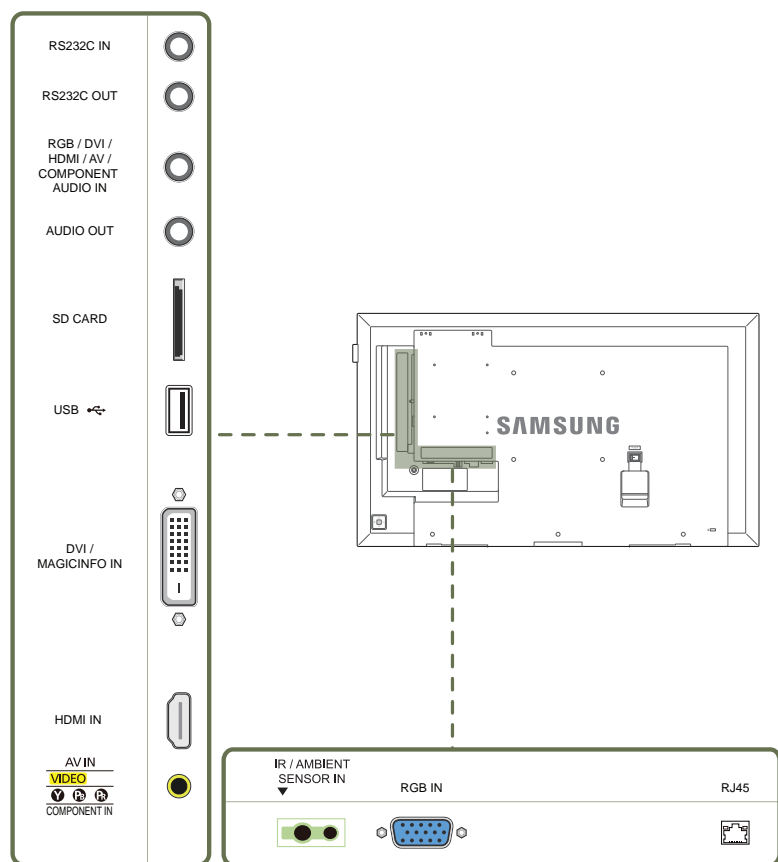 RS232C IN
RS232C OUT
RGB / DVI /
HDMI / AV /
COMPONENT
AUDIO IN
AUDIO OUT
SD CARD
USB
DVI /
MAGICINFO IN
HDMI IN
AV IN
VIDEO
Y PB PR
COMPONENT IN
SAMSUNG
IR / AMBIENT
SENSOR IN
RGB IN
RJ45